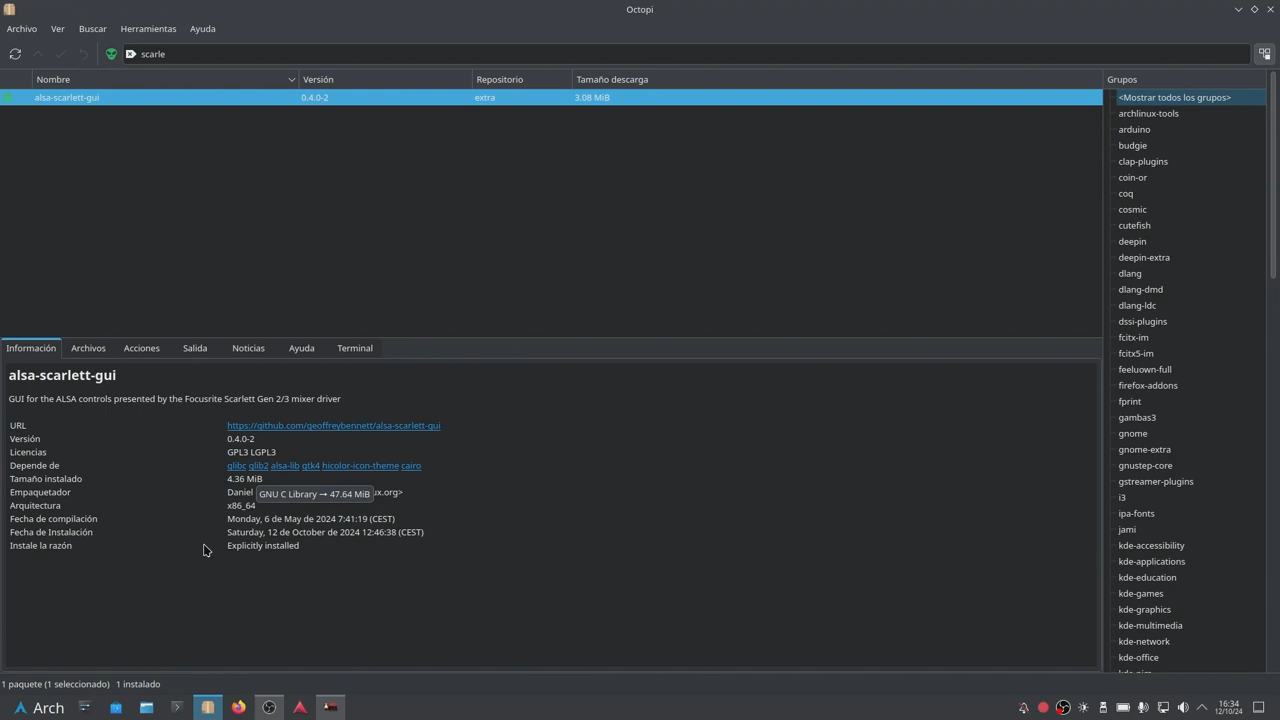 Octopi
Archivo Ver Buscar Herramientas Ayuda
scarle
Nombre Versión Repositorio Tamaño descarga
alsa-scarlett-gui 0.4.0-2 extra 3.08 MiB
Grupos
<Mostrar todos los grupos>
archlinux-tools
arduino
budgie
clap-plugins
coin-or
coq
cosmic
cutefish
deepin
deepin-extra
dlang
dlang-dmd
dlang-ldc
dssi-plugins
fcitx-im
fcitx5-im
feeluown-full
firefox-addons
fprint
gambas3
gnome
gnome-extra
gnustep-core
gstreamer-plugins
i3
ipa-fonts
jami
kde-accessibility
kde-applications
kde-education
kde-games
kde-graphics
kde-multimedia
kde-network
kde-office
Información Archivos Acciones Salida Noticias Ayuda Terminal
alsa-scarlett-gui
GUI for the ALSA controls presented by the Focusrite Scarlett Gen 2/3 mixer driver
URL https://github.com/geoffreybennett/alsa-scarlett-gui
Versión 0.4.0-2
Licencias GPL3 LGPL3
Depende de glibc glib2 alsa-lib gtk4 hicolor-icon-theme cairo
Tamaño instalado 4.36 MiB
Empaquetador Daniel ux.org>
GNU C Library → 47.64 MiB
Arquitectura x86_64
Fecha de compilación Monday, 6 de May de 2024 7:41:19 (CEST)
Fecha de Instalación Saturday, 12 de October de 2024 12:46:38 (CEST)
Instale la razón Explicitly installed
1 paquete (1 seleccionado) 1 instalado
Arch
16:34
12/10/24